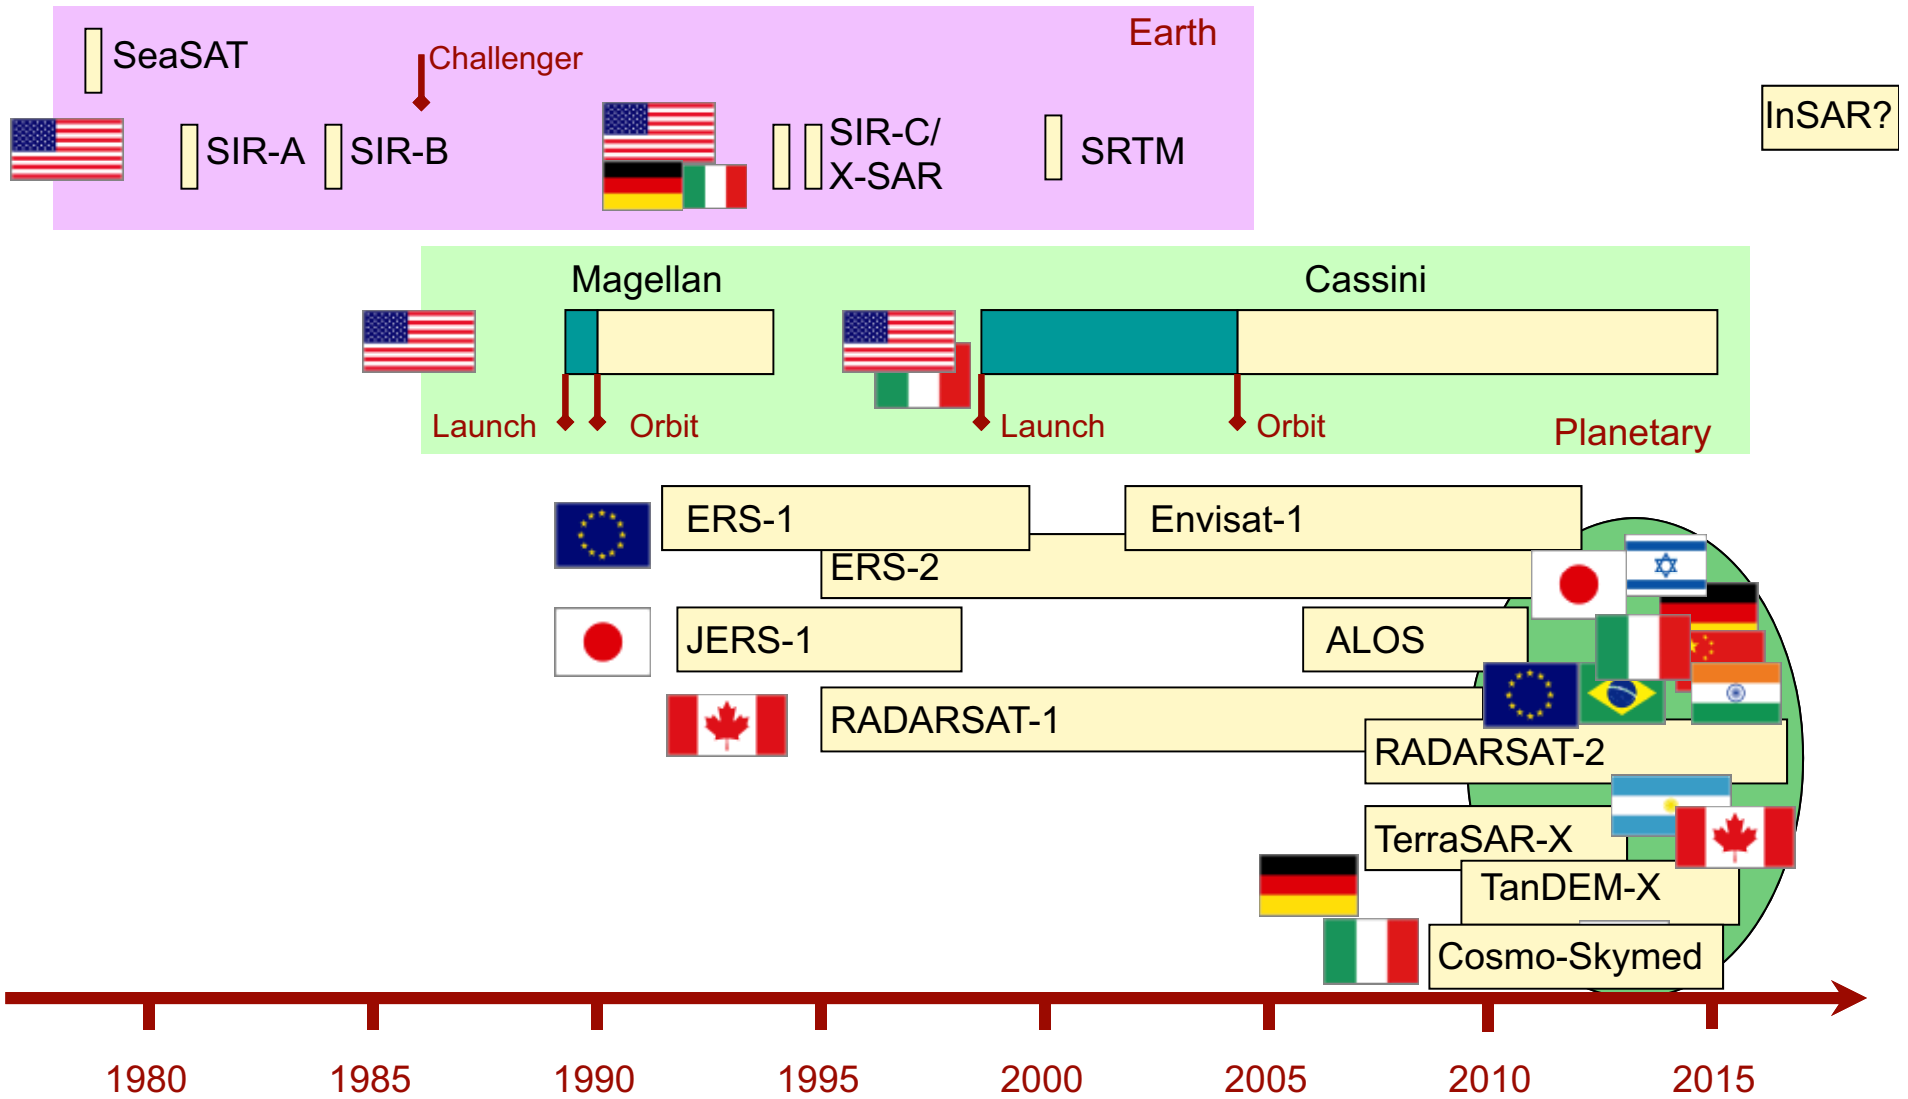 Earth
SeaSAT
Challenger
InSAR?
SIR-A
SIR-B
SIR-C/
X-SAR
SRTM
Magellan
Cassini
Launch
Orbit
Launch
Orbit
Planetary
ERS-1
Envisat-1
ERS-2
JERS-1
ALOS
RADARSAT-1
RADARSAT-2
TerraSAR-X
TanDEM-X
Cosmo-Skymed
1980
1985
1990
1995
2000
2005
2010
2015